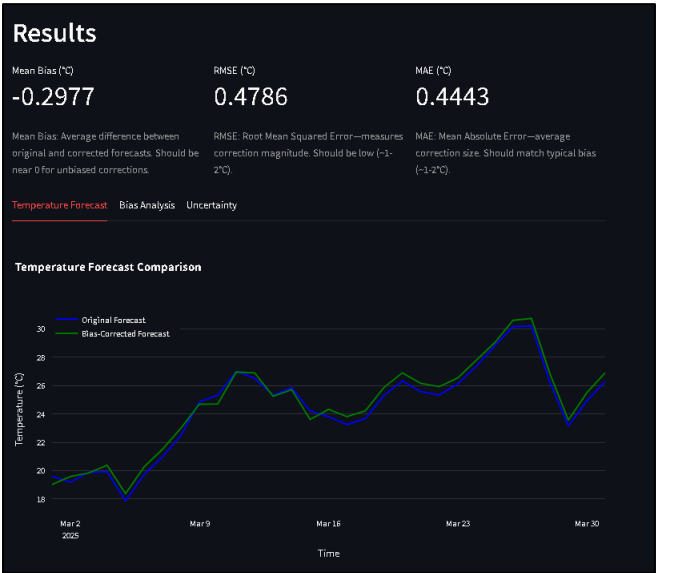 Results
Mean Bias (°C)
RMSE (°C)
MAE (°C)
-0.2977
0.4786
0.4443
Mean Bias: Average difference between
original and corrected forecasts. Should be
near 0 for unbiased corrections.
RMSE: Root Mean Squared Error—measures
correction magnitude. Should be low (~1-
2°C).
MAE: Mean Absolute Error—average
correction size. Should match typical bias
(~1-2°C).
Temperature Forecast Bias Analysis Uncertainty
Temperature Forecast Comparison
Original Forecast
Bias-Corrected Forecast
Temperature (°C)
30
28
26
24
22
20
18
Mar 2
2025
Mar 9
Mar 16
Mar 23
Mar 30
Time